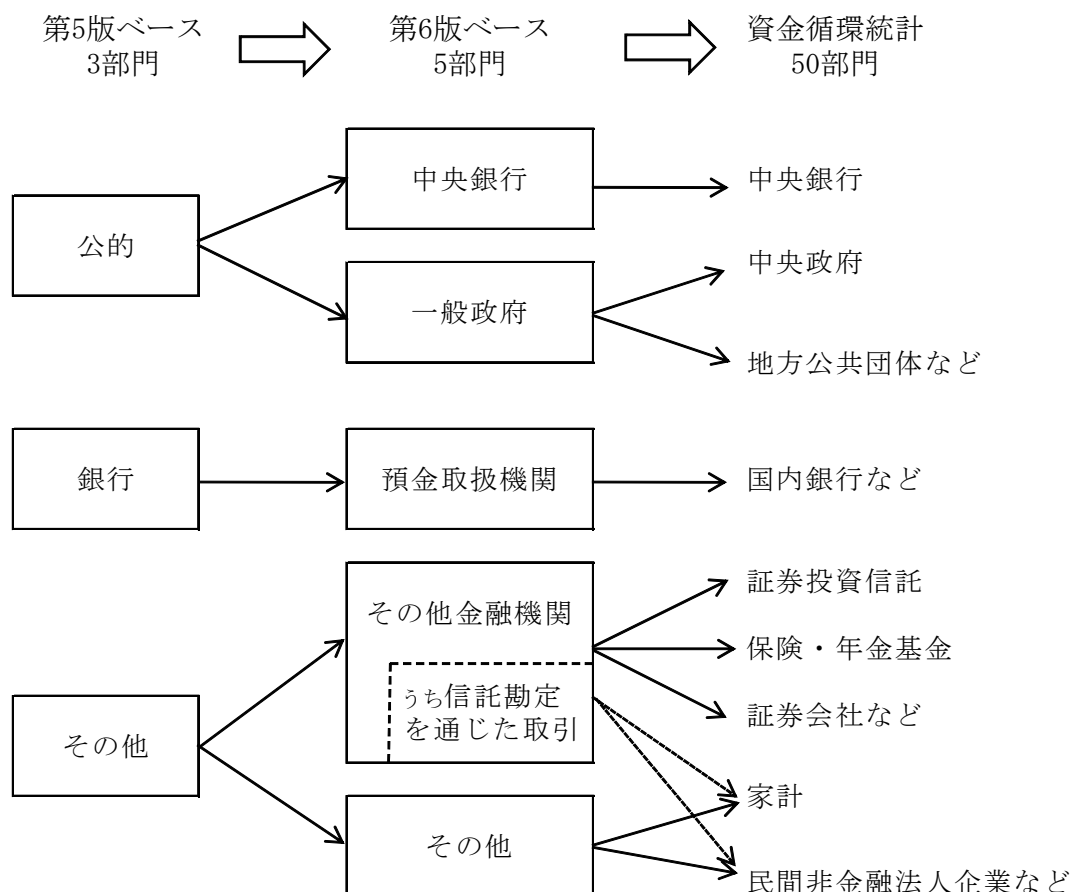 第5版ベース
3部門
第6版ベース
5部門
資金循環統計
50部門
公的
中央銀行
中央銀行
一般政府
中央政府
地方公共団体など
銀行
預金取扱機関
国内銀行など
その他
その他金融機関
うち信託勘定
を通じた取引
証券投資信託
保険・年金基金
証券会社など
その他
家計
民間非金融法人企業など